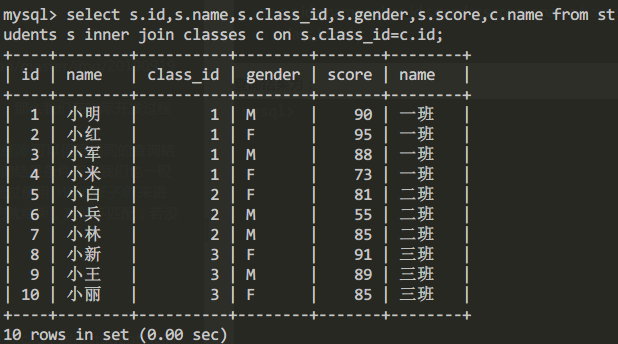 mysql> select s.id,s.name,s.class_id,s.gender,s.score,c.name from st
udents s inner join classes c on s.class_id=c.id;
+----+--------+----------+--------+-------+--------+
| id | name   | class_id | gender | score | name   |
+----+--------+----------+--------+-------+--------+
|  1 | 小明   |        1 | M      |    90 | 一班   |
|  2 | 小红   |        1 | F      |    95 | 一班   |
|  3 | 小军   |        1 | M      |    88 | 一班   |
|  4 | 小米   |        1 | F      |    73 | 一班   |
|  5 | 小白   |        2 | F      |    81 | 二班   |
|  6 | 小兵   |        2 | M      |    55 | 二班   |
|  7 | 小林   |        2 | M      |    85 | 二班   |
|  8 | 小新   |        3 | F      |    91 | 三班   |
|  9 | 小王   |        3 | M      |    89 | 三班   |
| 10 | 小丽   |        3 | F      |    85 | 三班   |
+----+--------+----------+--------+-------+--------+
10 rows in set (0.00 sec)